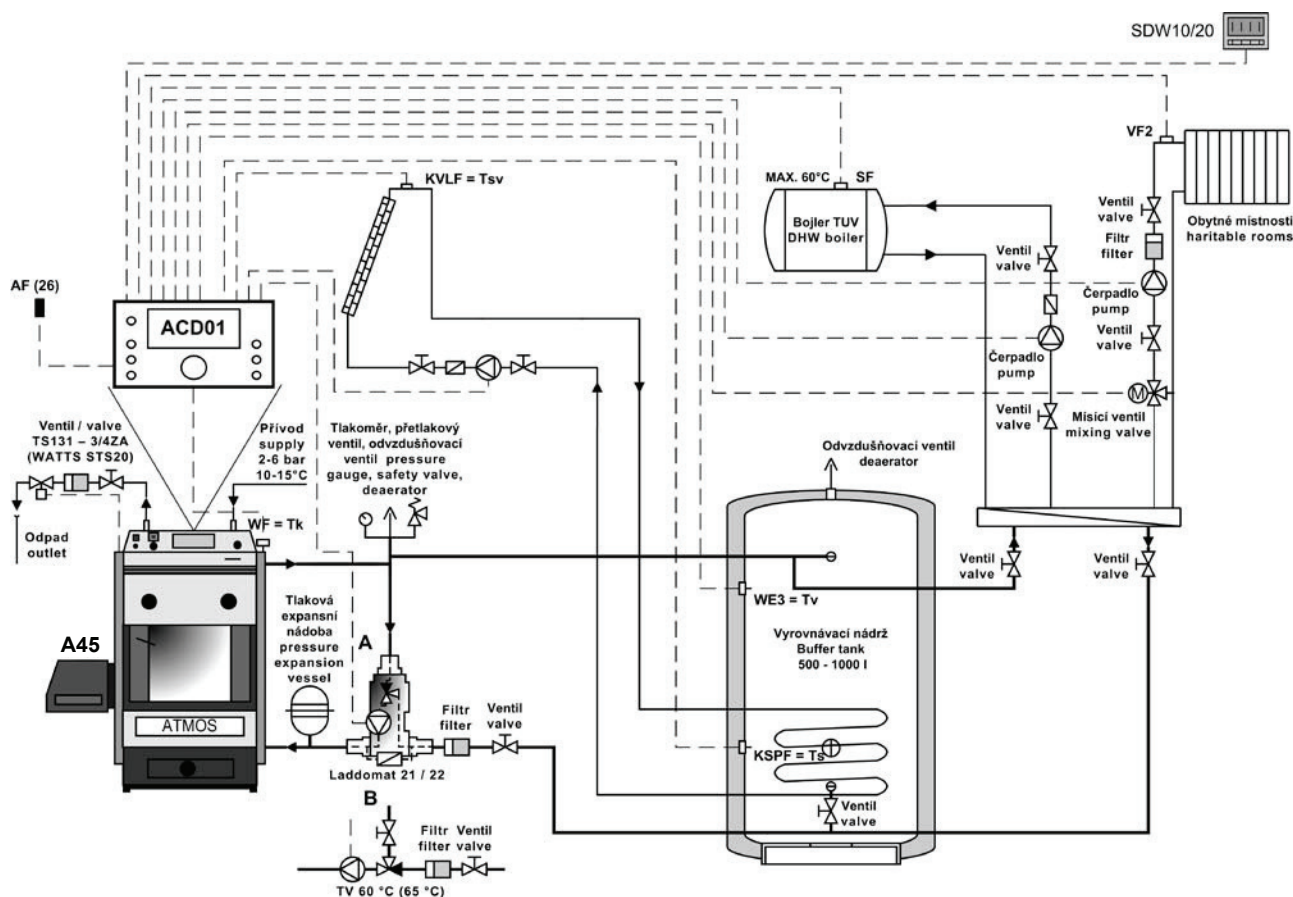 SDW10/20
VF2
KVLF = Tsv
MAX. 60°C
SF
Bojler TUV
DHW boiler
Ventil
valve
Filtr
filter
Čerpadlo
pump
Ventil
valve
Obytné místnosti
haritable rooms
Ventil
valve
Čerpadlo
pump
Ventil
valve
M
Mísící ventil
mixing valve
AF (26)
ACD01
Ventil / valve
TS131 – 3/4ZA
(WATTS STS20)
Přívod
supply
2-6 bar
10-15°C
Tlakoměr, přetlakový
ventil, odvzdušňovací
ventil pressure
gauge, safety valve,
deaerator
Odvzdušňovací ventil
deaerator
Odpad
outlet
WF = Tk
Ventil
valve
Ventil
valve
WE3 = Tv
Tlaková
expansní
nádoba
pressure
expansion
vessel
A
Vyrovnávací nádrž
Buffer tank
500 - 1000 l
A45
ATMOS
Filtr
filter
Ventil
valve
KSPF = Ts
Laddomat 21 / 22
Ventil
valve
B
Filtr
filter
Ventil
valve
TV 60 °C (65 °C)